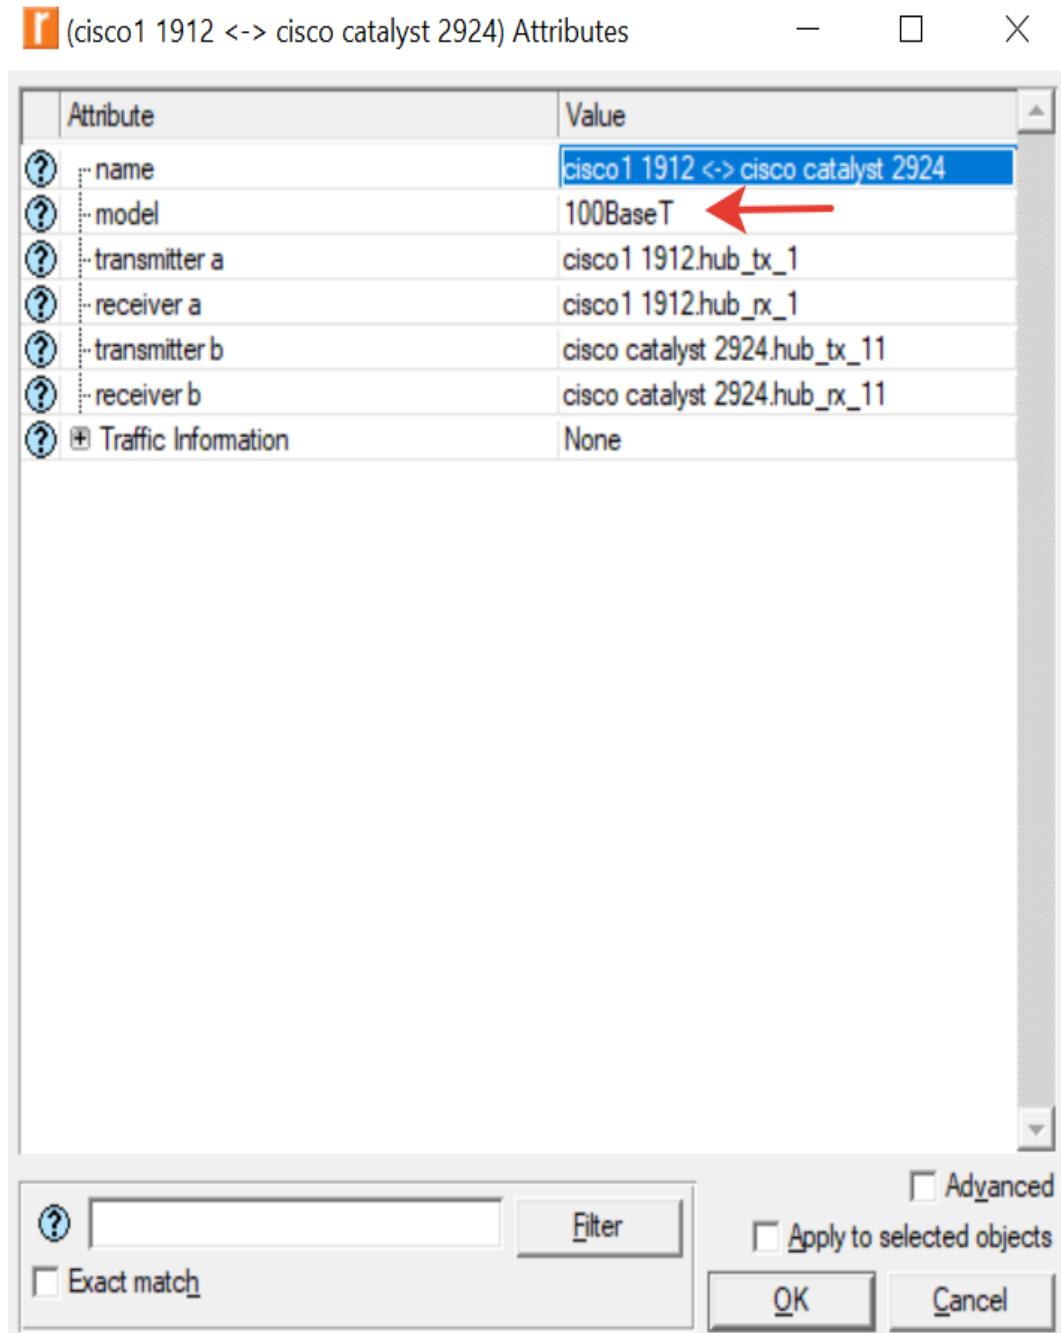 r (cisco1 1912 <-> cisco catalyst 2924) Attributes
Attribute Value
name cisco1 1912 <-> cisco catalyst 2924
model 100BaseT
transmitter a cisco1 1912.hub_tx_1
receiver a cisco1 1912.hub_rx_1
transmitter b cisco catalyst 2924.hub_tx_11
receiver b cisco catalyst 2924.hub_rx_11
Traffic Information None
Advanced
Filter
Apply to selected objects
Exact match
OK Cancel